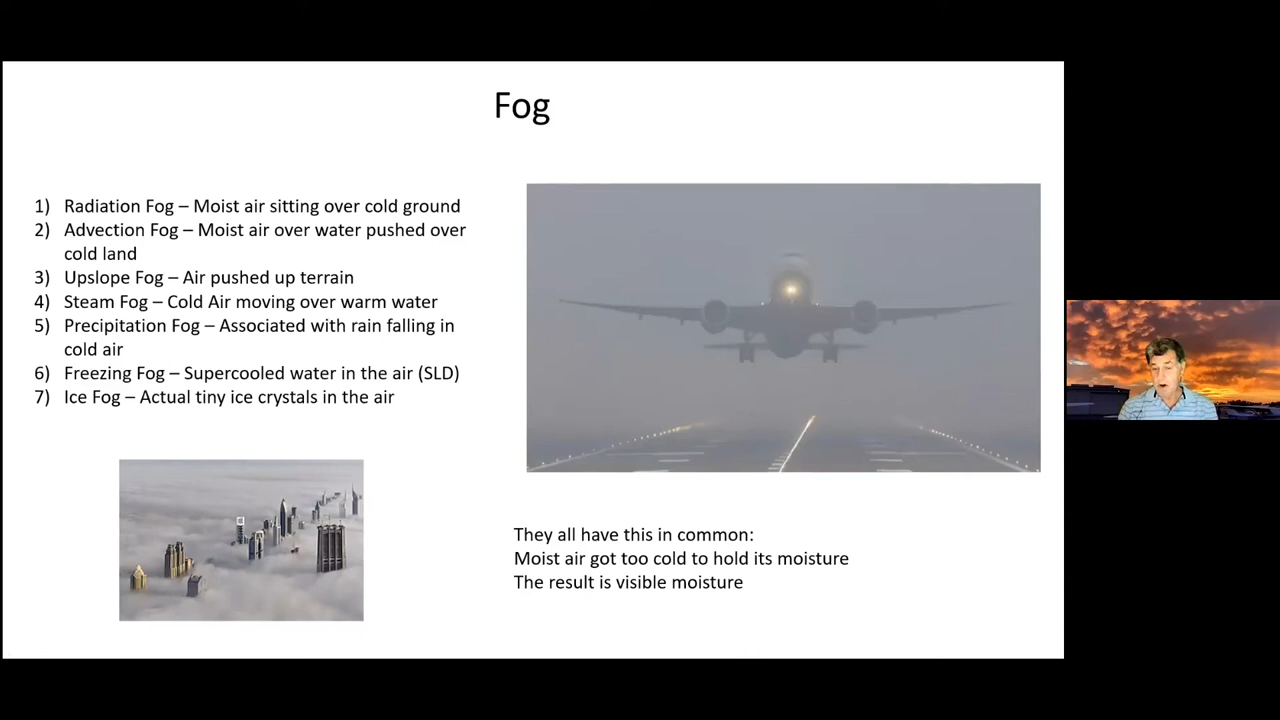 Fog
1) Radiation Fog – Moist air sitting over cold ground
2) Advection Fog – Moist air over water pushed over
cold land
3) Upslope Fog – Air pushed up terrain
4) Steam Fog – Cold Air moving over warm water
5) Precipitation Fog – Associated with rain falling in
cold air
6) Freezing Fog – Supercooled water in the air (SLD)
7) Ice Fog – Actual tiny ice crystals in the air
They all have this in common:
Moist air got too cold to hold its moisture
The result is visible moisture